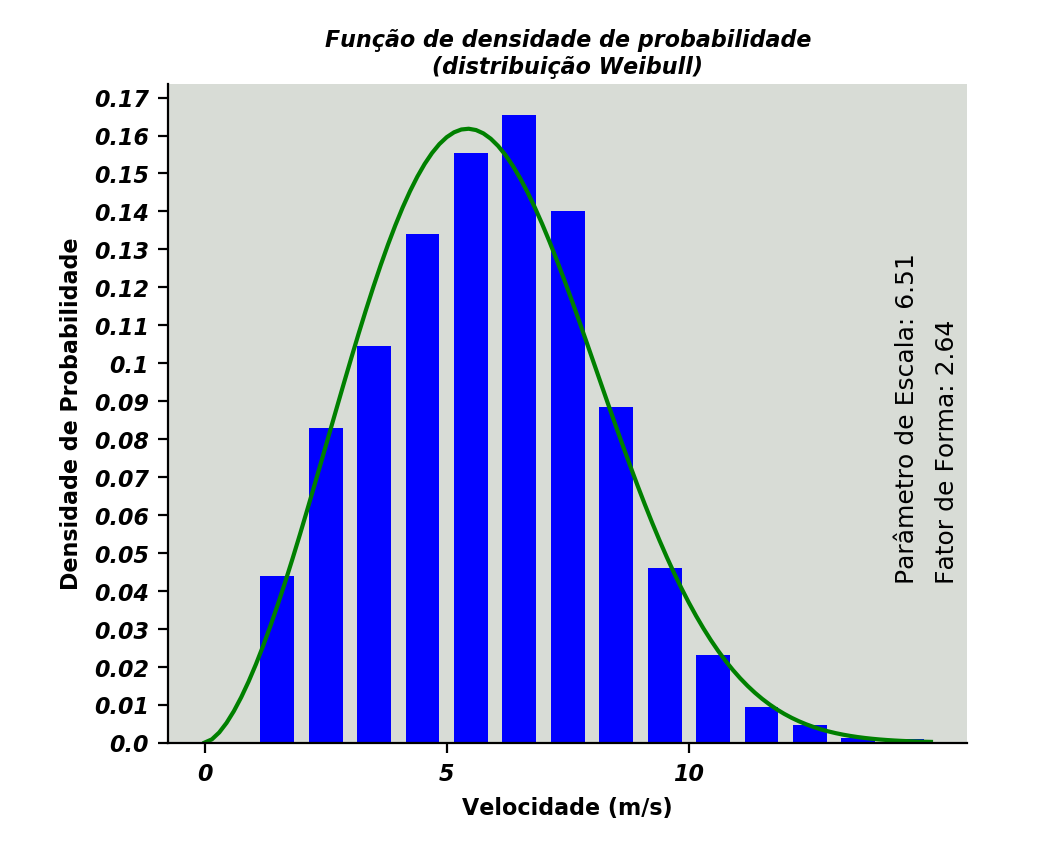 Função de densidade de probabilidade
(distribuição Weibull)
0.17
0.16
0.15
0.14
0.13
0.12
0.11
0.1
0.09
0.08
0.07
0.06
0.05
0.04
0.03
0.02
0.01
0.0
Densidade de Probabilidade
Parâmetro de Escala: 6.51
Fator de Forma: 2.64
0 5 10
Velocidade (m/s)